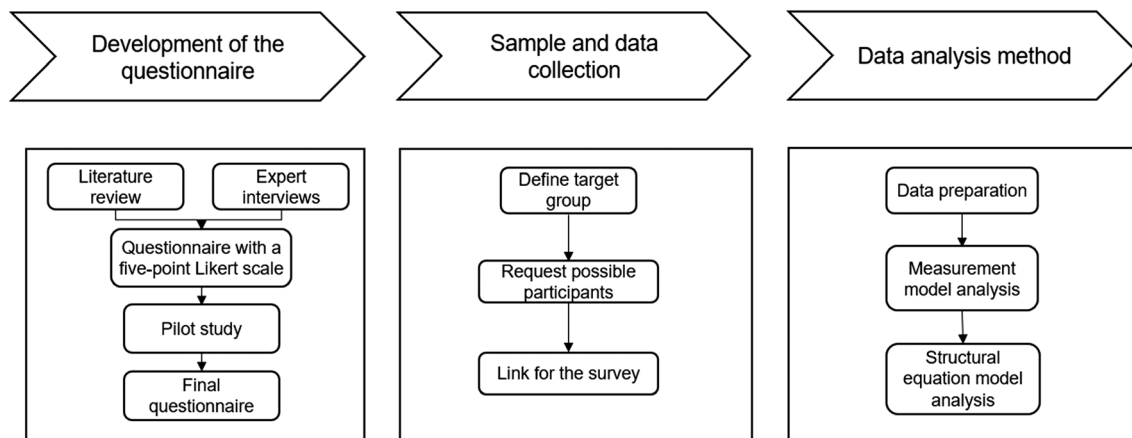 Development of the
questionnaire
Sample and data
collection
Data analysis method
Literature
review
Expert
interviews
Questionnaire with a
five-point Likert scale
Pilot study
Final
questionnaire
Define target
group
Request possible
participants
Link for the survey
Data preparation
Measurement
model analysis
Structural
equation model
analysis